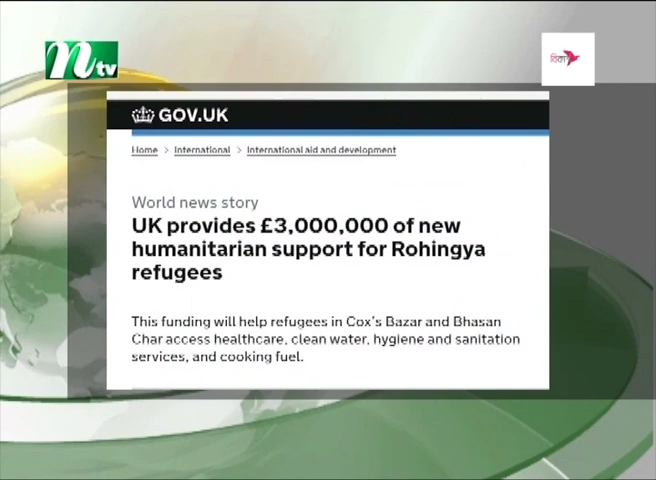 ntv
বিকাশ
GOV.UK
Home > International > International aid and development
World news story
UK provides £3,000,000 of new
humanitarian support for Rohingya
refugees
This funding will help refugees in Cox's Bazar and Bhasan
Char access healthcare, clean water, hygiene and sanitation
services, and cooking fuel.